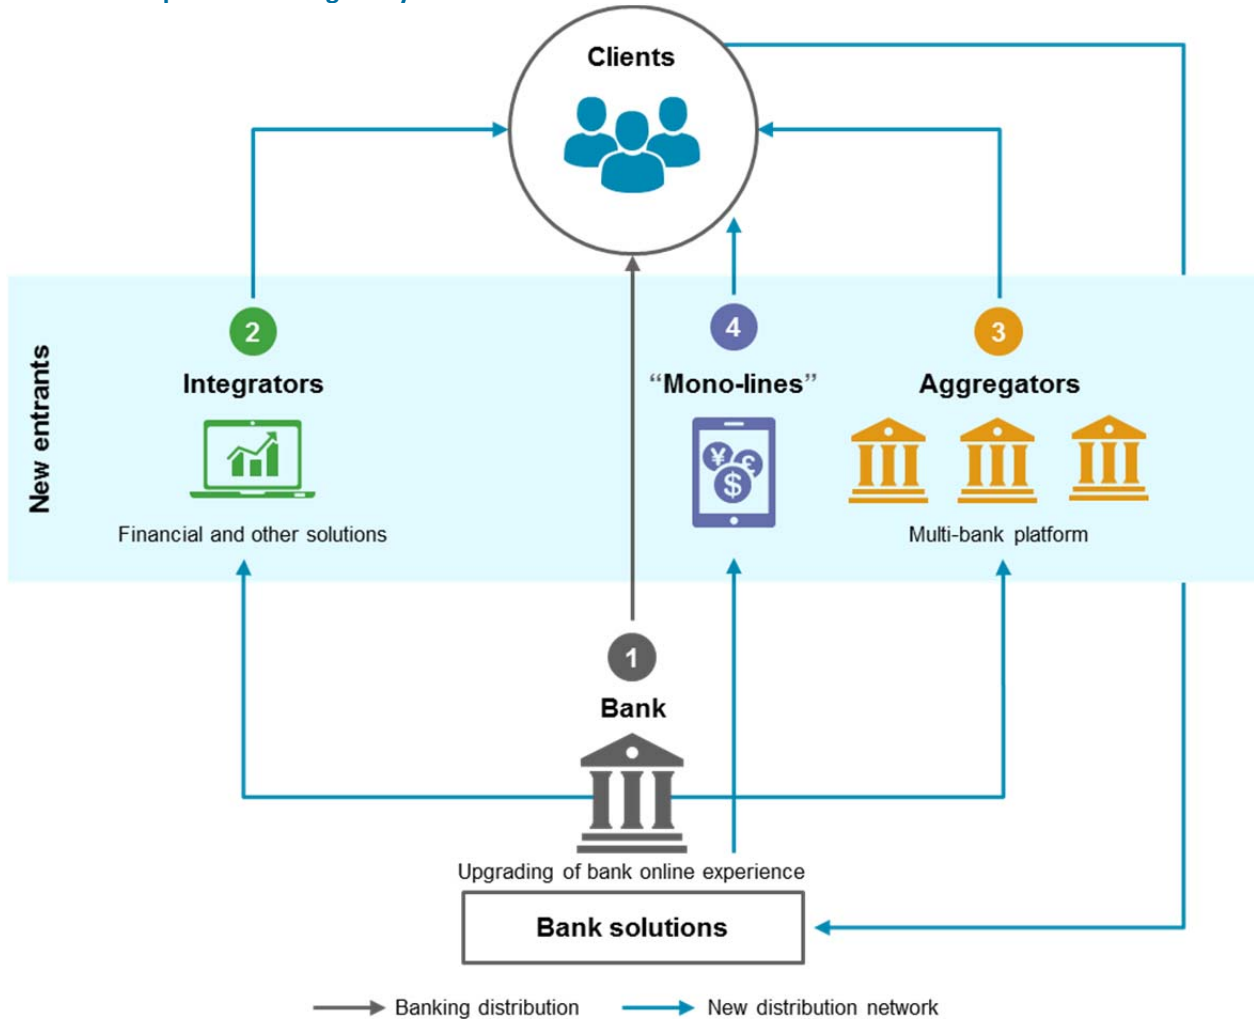 Clients
2
4
3
Integrators
“Mono-lines”
Aggregators
New entrants
¥
£
$
Financial and other solutions
Multi-bank platform
1
Bank
Upgrading of bank online experience
Bank solutions
Banking distribution
New distribution network